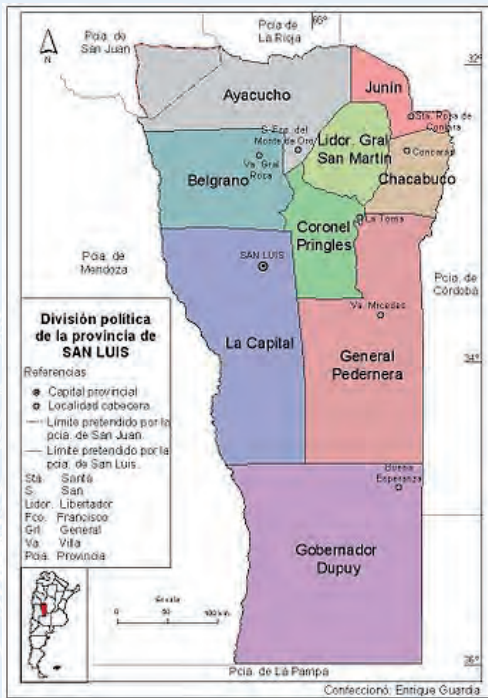 Pcia. de
San Juan
Pcia de
La Rioja
66°
N
32°
Ayacucho
Junín
Sta. Rosa de
Conlara
S. Fco. del
Monte de Oro
Lidor. Gral
San Martín
Concarán
Va. Gral
Roca
Chacabuco
Belgrano
Coronel
Pringles
La Toma
Pcia. de
Mendoza
SAN LUIS
Pcia. de
Córdoba
Va. Mercedes
División política
de la provincia de
SAN LUIS
La Capital
General
Pedernera
34°
Referencias
Capital provincial
Localidad cabecera
Límite pretendido por la
pcia. de San Juan.
Límite pretendido por la
pcia. de San Luis.
Sta. Santa
S. San
Lidor. Libertador
Fco. Francisco
Grl. General
Va. Villa
Pcia. Provincia
Buena
Esperanza
Gobernador
Dupuy
Escala
0 50 100 km.
36°
Pcia. de La Pampa
Confeccionó: Enrique Guardia